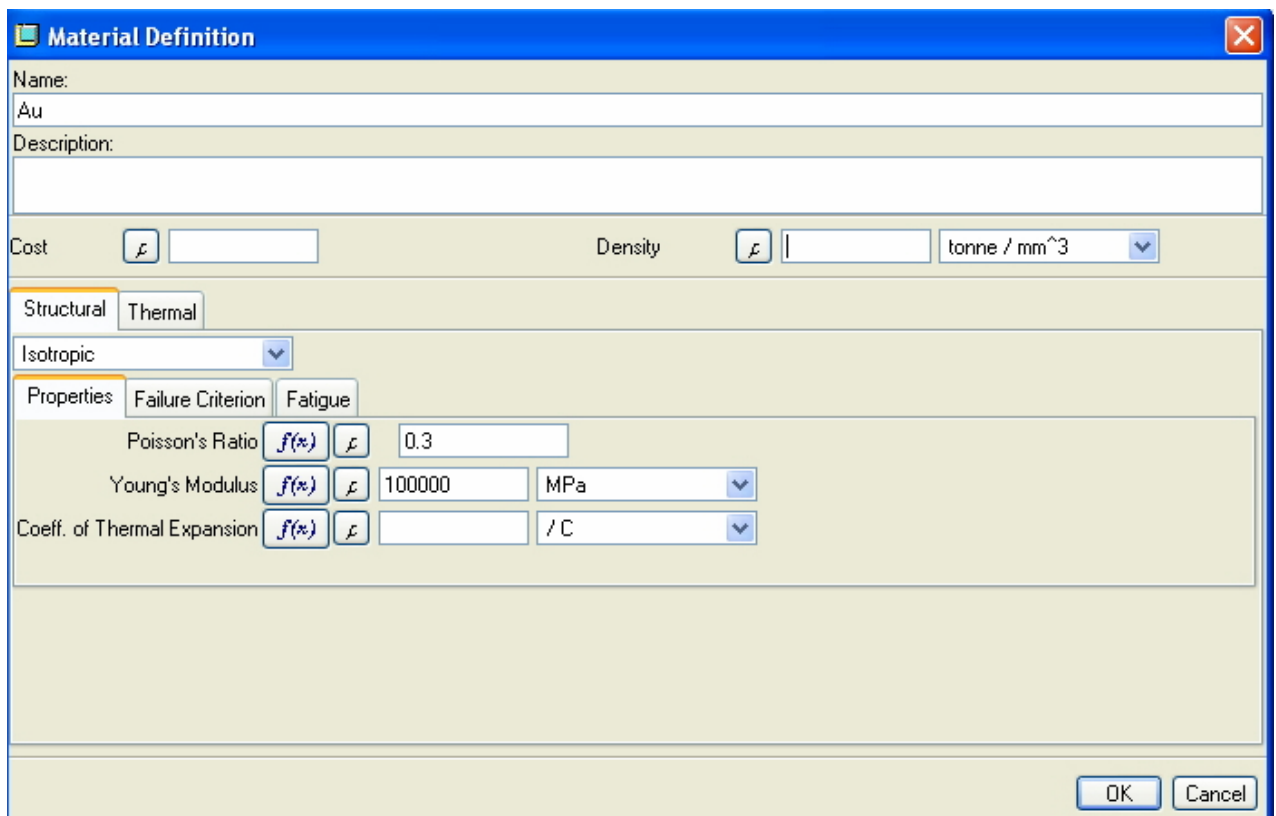 Material Definition
Name:
Au
Description:
Cost Density tonne / mm^3
Structural Thermal
Isotropic
Properties Failure Criterion Fatigue
Poisson's Ratio f(x) 0.3
Young's Modulus f(x) 100000 MPa
Coeff. of Thermal Expansion f(x) / C
OK Cancel